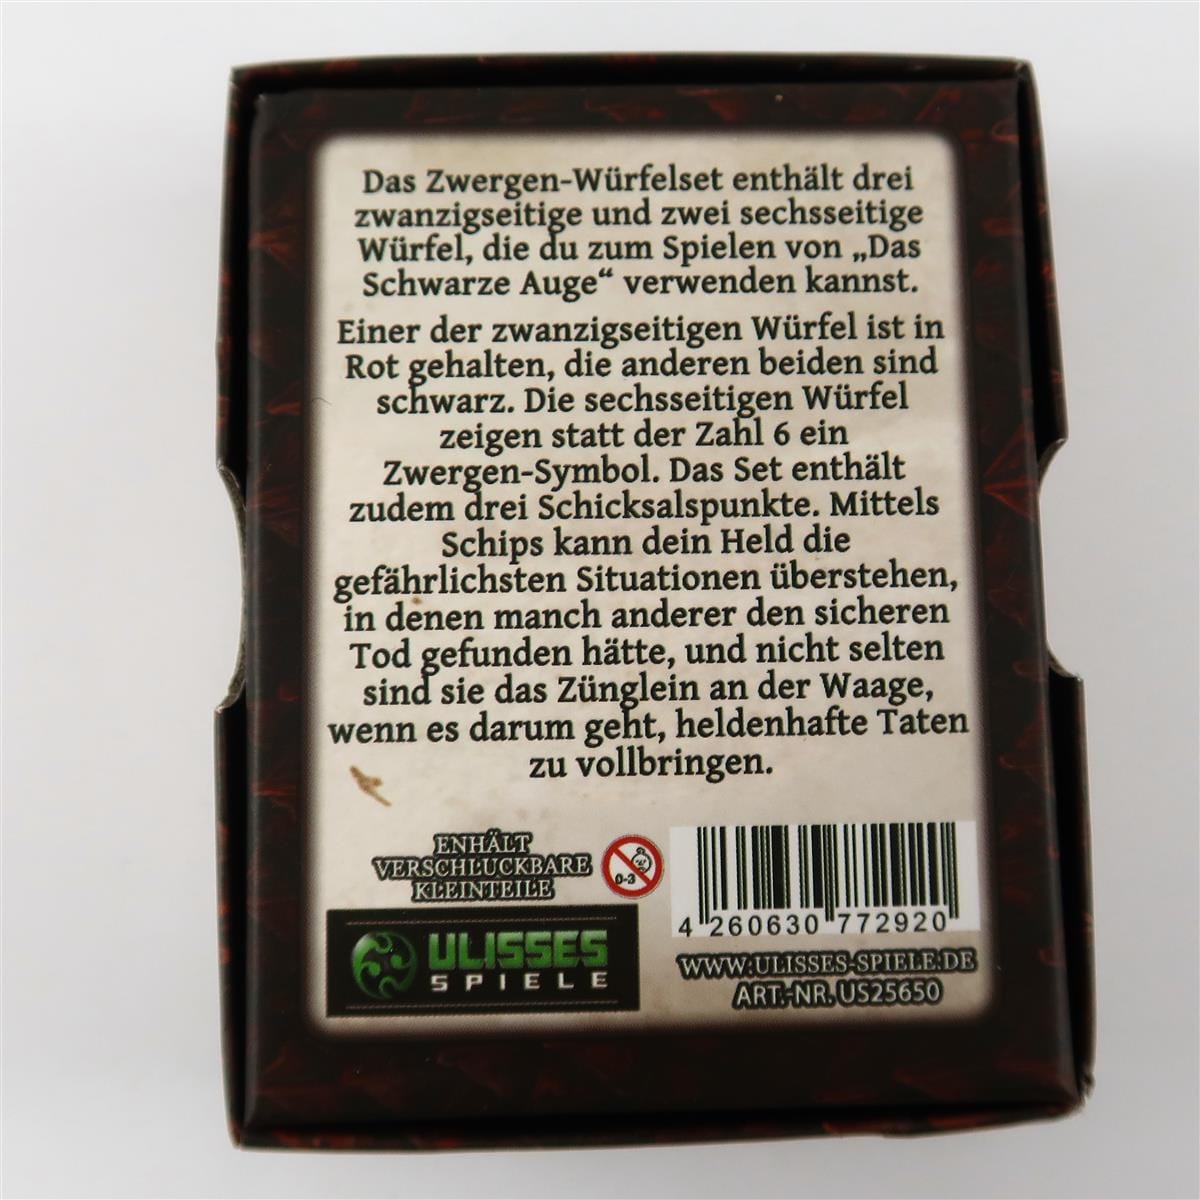 Das Zwergen-Würfelset enthält drei
zwanzigseitige und zwei sechsseitige
Würfel, die du zum Spielen von „Das
Schwarze Auge“ verwenden kannst.
Einer der zwanzigseitigen Würfel ist in
Rot gehalten, die anderen beiden sind
schwarz. Die sechsseitigen Würfel
zeigen statt der Zahl 6 ein
Zwergen-Symbol. Das Set enthält
zudem drei Schicksalspunkte. Mittels
Schips kann dein Held die
gefährlichsten Situationen überstehen,
in denen manch anderer den sicheren
Tod gefunden hätte, und nicht selten
sind sie das Zünglein an der Waage,
wenn es darum geht, heldenhafte Taten
zu vollbringen.
ENHÄLT
VERSCHLUCKBARE
KLEINTEILE
0-3
4 260630 772920
ULISSES
SPIELE
WWW.ULISSES-SPIELE.DE
ART.-NR. US25650